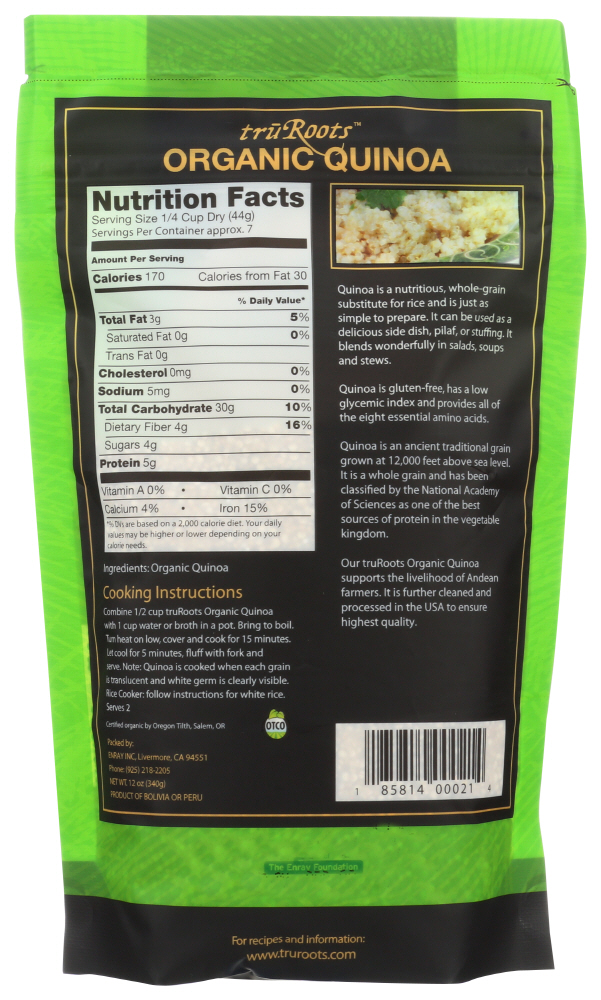 trūRoots™
ORGANIC QUINOA
Nutrition Facts
Serving Size 1/4 Cup Dry (44g)
Servings Per Container approx. 7
Amount Per Serving
Calories 170 Calories from Fat 30
% Daily Value*
Total Fat 3g 5%
Saturated Fat 0g 0%
Trans Fat 0g
Cholesterol 0mg 0%
Sodium 5mg 0%
Total Carbohydrate 30g 10%
Dietary Fiber 4g 16%
Sugars 4g
Protein 5g
Vitamin A 0% • Vitamin C 0%
Calcium 4% • Iron 15%
*% DVs are based on a 2,000 calorie diet. Your daily
values may be higher or lower depending on your
calorie needs.
Ingredients: Organic Quinoa
Cooking Instructions
Combine 1/2 cup truRoots Organic Quinoa
with 1 cup water or broth in a pot. Bring to boil.
Turn heat on low, cover and cook for 15 minutes.
Let cool for 5 minutes, fluff with fork and
serve. Note: Quinoa is cooked when each grain
is translucent and white germ is clearly visible.
Rice Cooker: follow instructions for white rice.
Serves 2
Certified organic by Oregon Tilth, Salem, OR
OTCO
Packed by:
ENRAY INC, Livermore, CA 94551
Phone: (925) 218-2205
NET WT. 12 oz (340g)
PRODUCT OF BOLIVIA OR PERU
Quinoa is a nutritious, whole-grain
substitute for rice and is just as
simple to prepare. It can be used as a
delicious side dish, pilaf, or stuffing. It
blends wonderfully in salads, soups
and stews.
Quinoa is gluten-free, has a low
glycemic index and provides all of
the eight essential amino acids.
Quinoa is an ancient traditional grain
grown at 12,000 feet above sea level.
It is a whole grain and has been
classified by the National Academy
of Sciences as one of the best
sources of protein in the vegetable
kingdom.
Our truRoots Organic Quinoa
supports the livelihood of Andean
farmers. It is further cleaned and
processed in the USA to ensure
highest quality.
1 85814 00021 4
The Enray Foundation
For recipes and information:
www.truroots.com